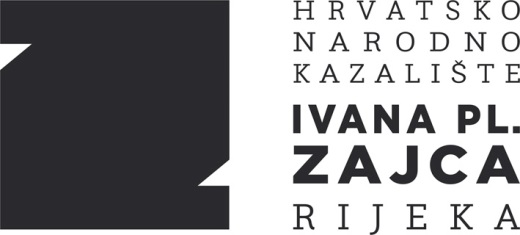 HRVATSKO
NARODNO
KAZALIŠTE
IVANA PL.
ZAJCA
RIJEKA